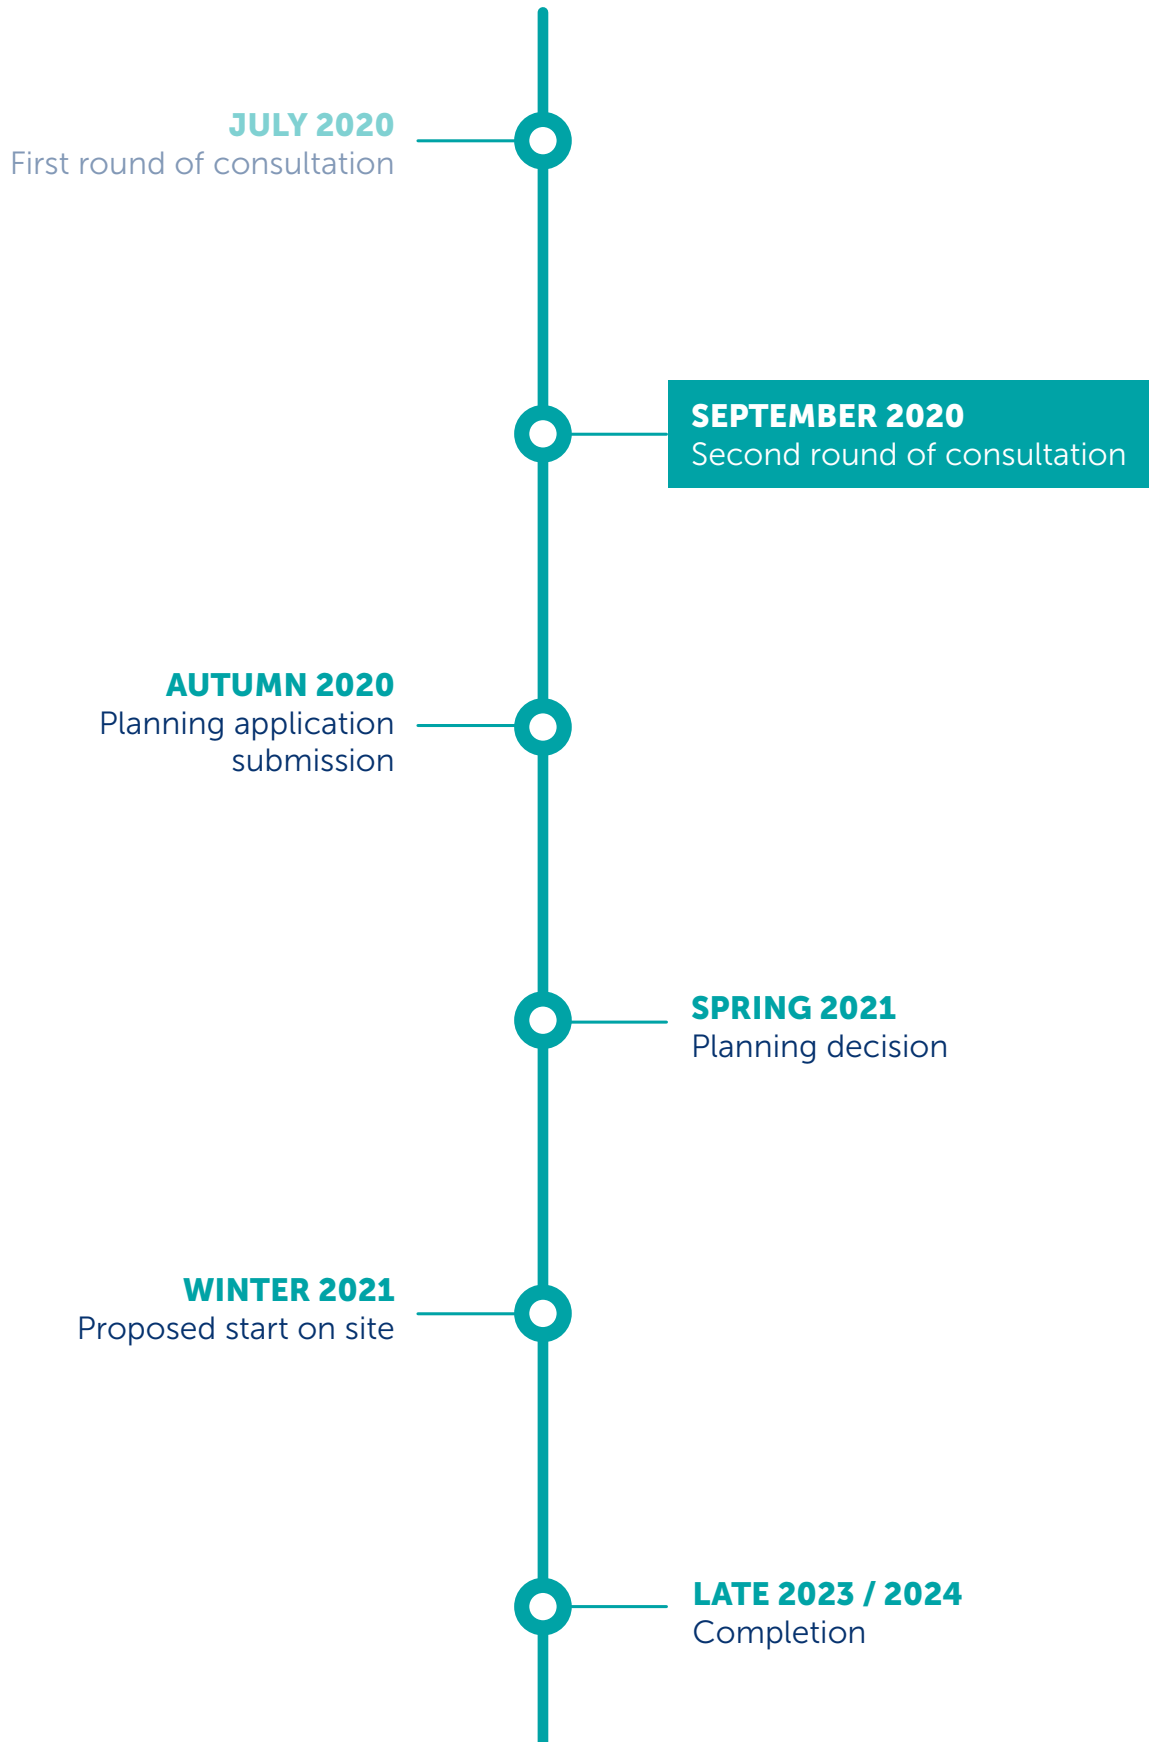 JULY 2020
First round of consultation
SEPTEMBER 2020
Second round of consultation
AUTUMN 2020
Planning application
submission
SPRING 2021
Planning decision
WINTER 2021
Proposed start on site
LATE 2023 / 2024
Completion